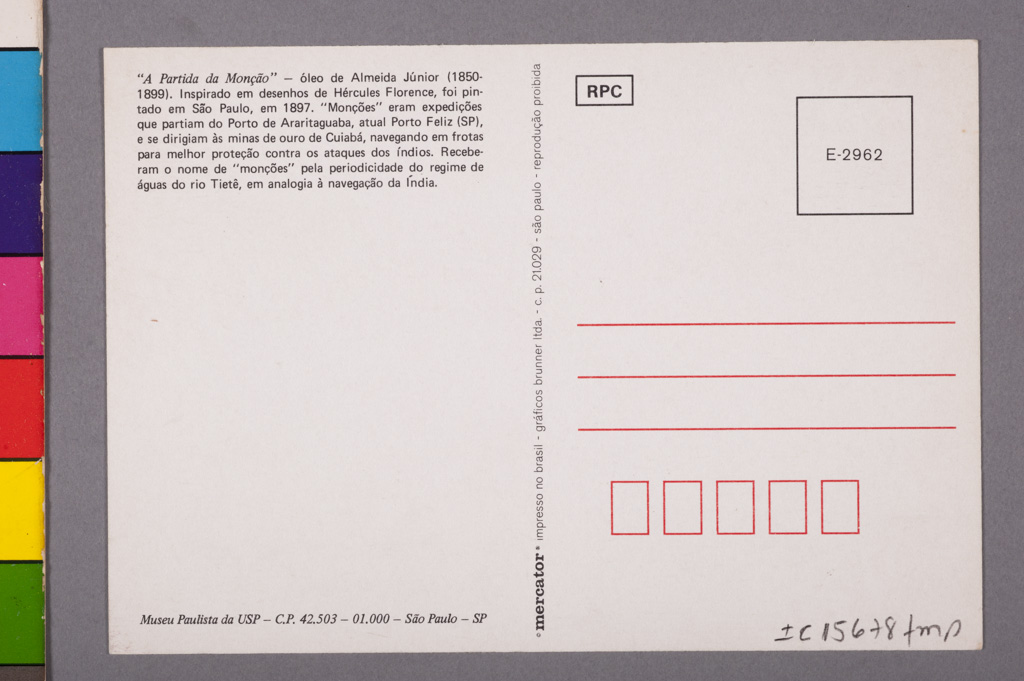 "A Partida da Monção" — óleo de Almeida Júnior (1850-
1899). Inspirado em desenhos de Hércules Florence, foi pin-
tado em São Paulo, em 1897. "Monções" eram expedições
que partiam do Porto de Araritaguaba, atual Porto Feliz (SP),
e se dirigiam às minas de ouro de Cuiabá, navegando em frotas
para melhor proteção contra os ataques dos índios. Recebe-
ram o nome de "monções" pela periodicidade do regime de
águas do rio Tietê, em analogia à navegação da Índia.
Museu Paulista da USP — C.P. 42.503 — 01.000 — São Paulo — SP
*mercator* impresso no brasil - gráficos brunner ltda. - c. p. 21.029 - são paulo - reprodução proibida
RPC
E-2962
IC15678 fmp